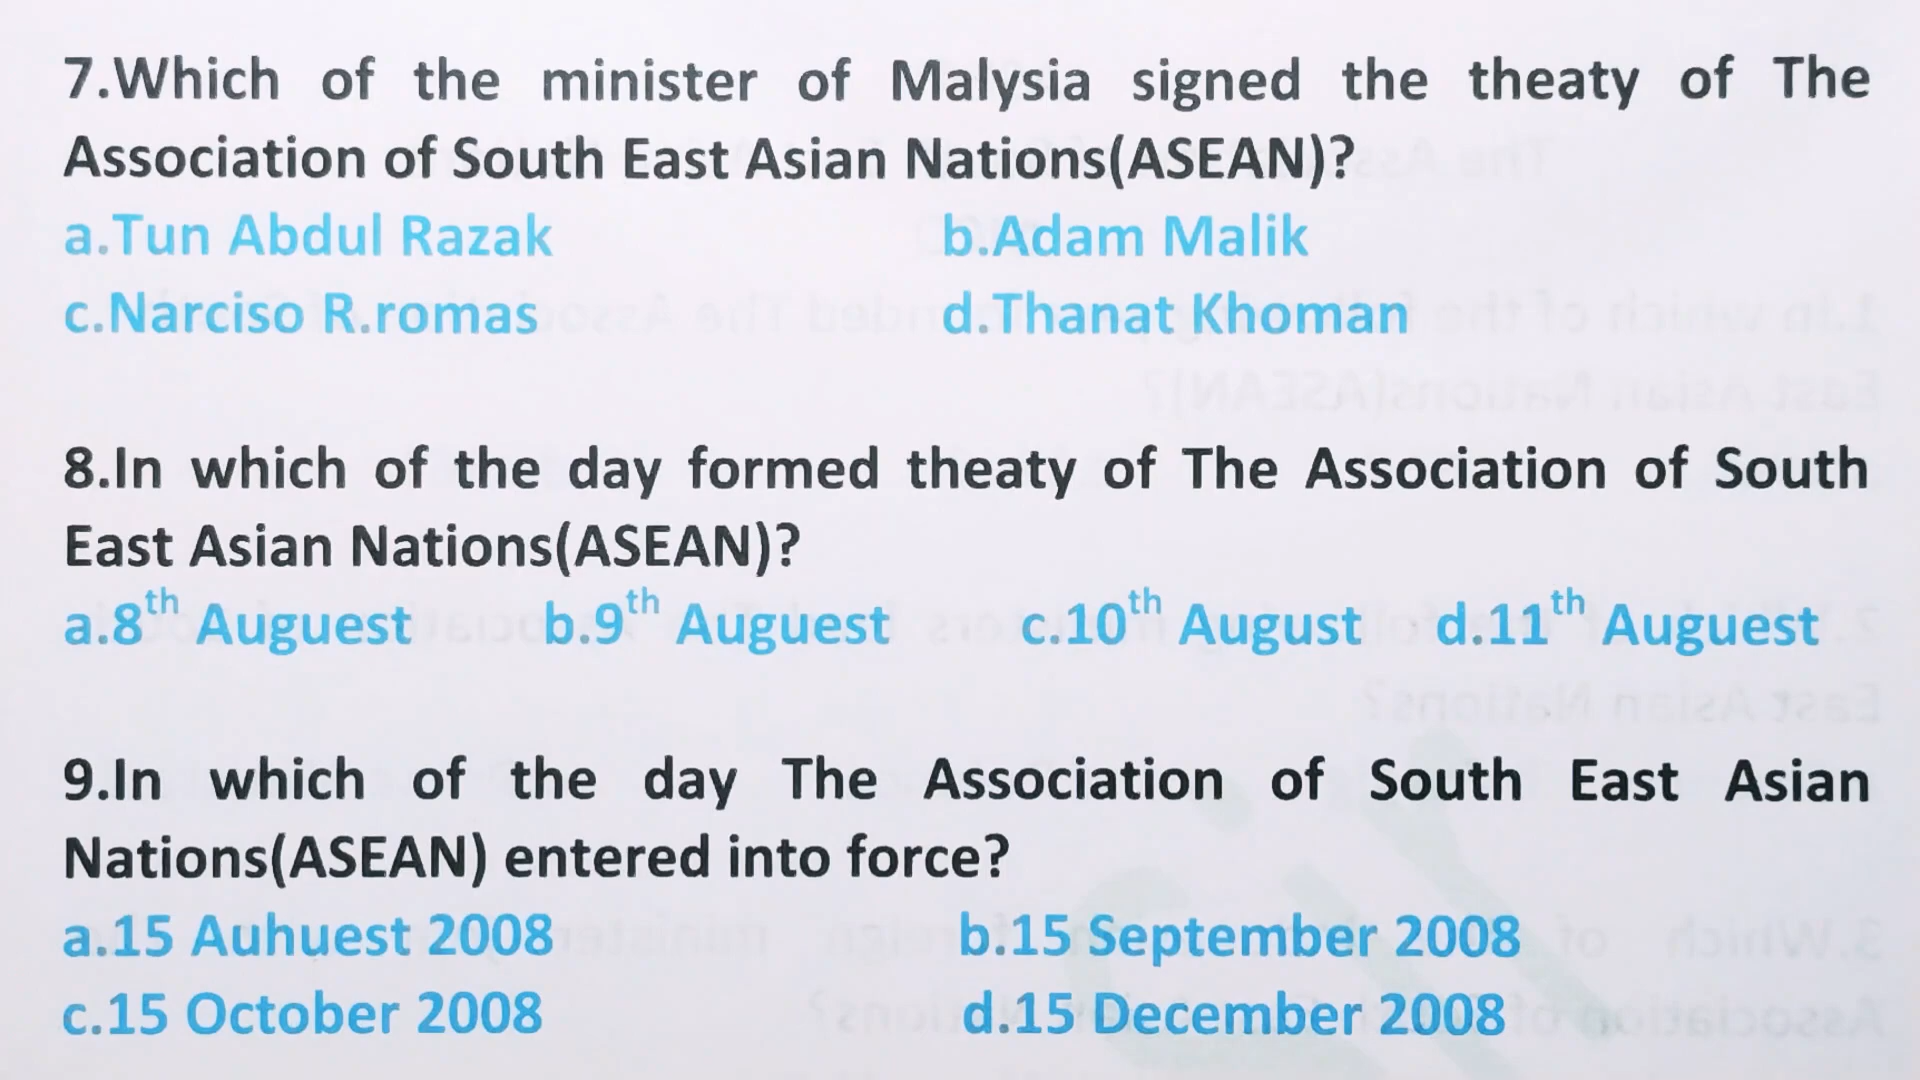 7.Which of the minister of Malysia signed the theaty of The
Association of South East Asian Nations(ASEAN)?
a.Tun Abdul Razak b.Adam Malik
c.Narciso R.romas d.Thanat Khoman
8.In which of the day formed theaty of The Association of South
East Asian Nations(ASEAN)?
a.8th Auguest b.9th Auguest c.10th August d.11th Auguest
9.In which of the day The Association of South East Asian
Nations(ASEAN) entered into force?
a.15 Auhuest 2008 b.15 September 2008
c.15 October 2008 d.15 December 2008